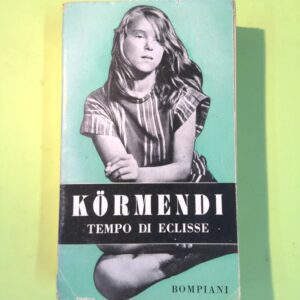 KÖRMENDI
TEMPO DI ECLISSE
BOMPIANI